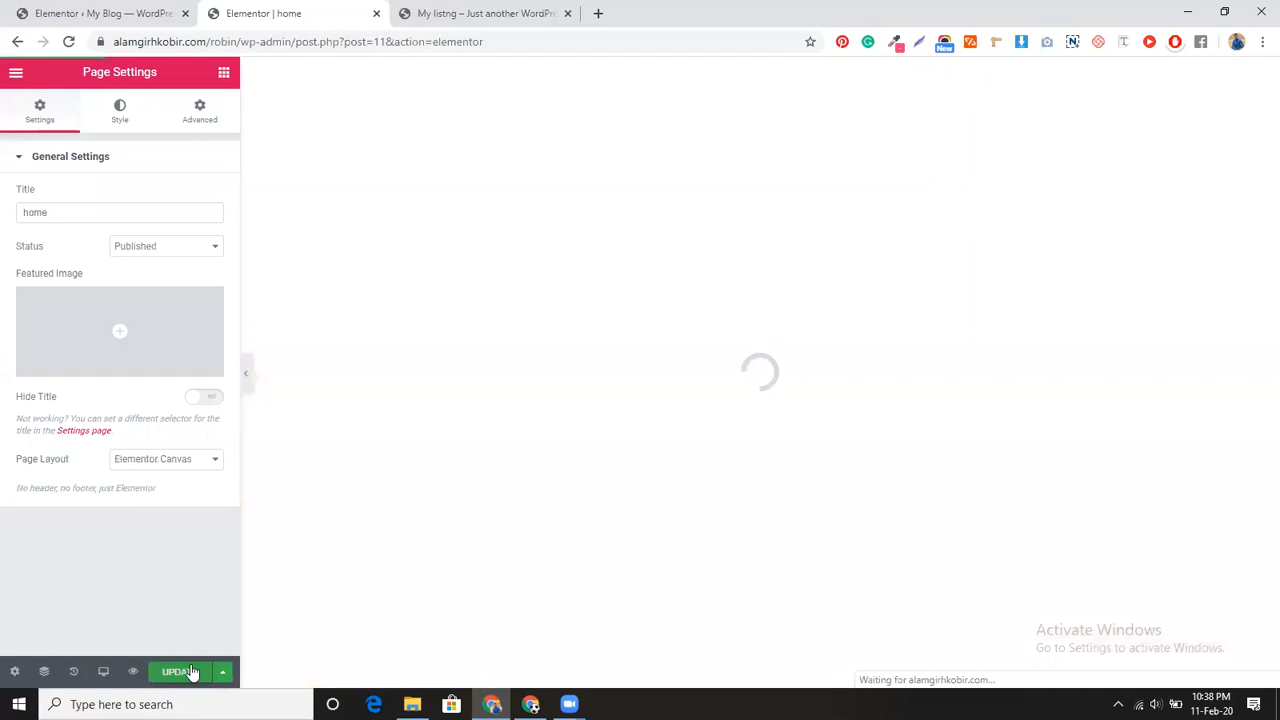 Elementor ‹ My Blog — WordPre
Elementor | home
My listng – Just another WordPre
alamgirhkobir.com/robin/wp-admin/post.php?post=11&action=elementor
New
Page Settings
Settings
Style
Advanced
General Settings
Title
home
Status
Published
Featured Image
Hide Title
NO
Not working? You can set a different selector for the
title in the Settings page.
Page Layout
Elementor Canvas
No header, no footer, just Elementor
Activate Windows
Go to Settings to activate Windows.
UPDAT
Waiting for alamgirhkobir.com...
Type here to search
10:38 PM
11-Feb-20